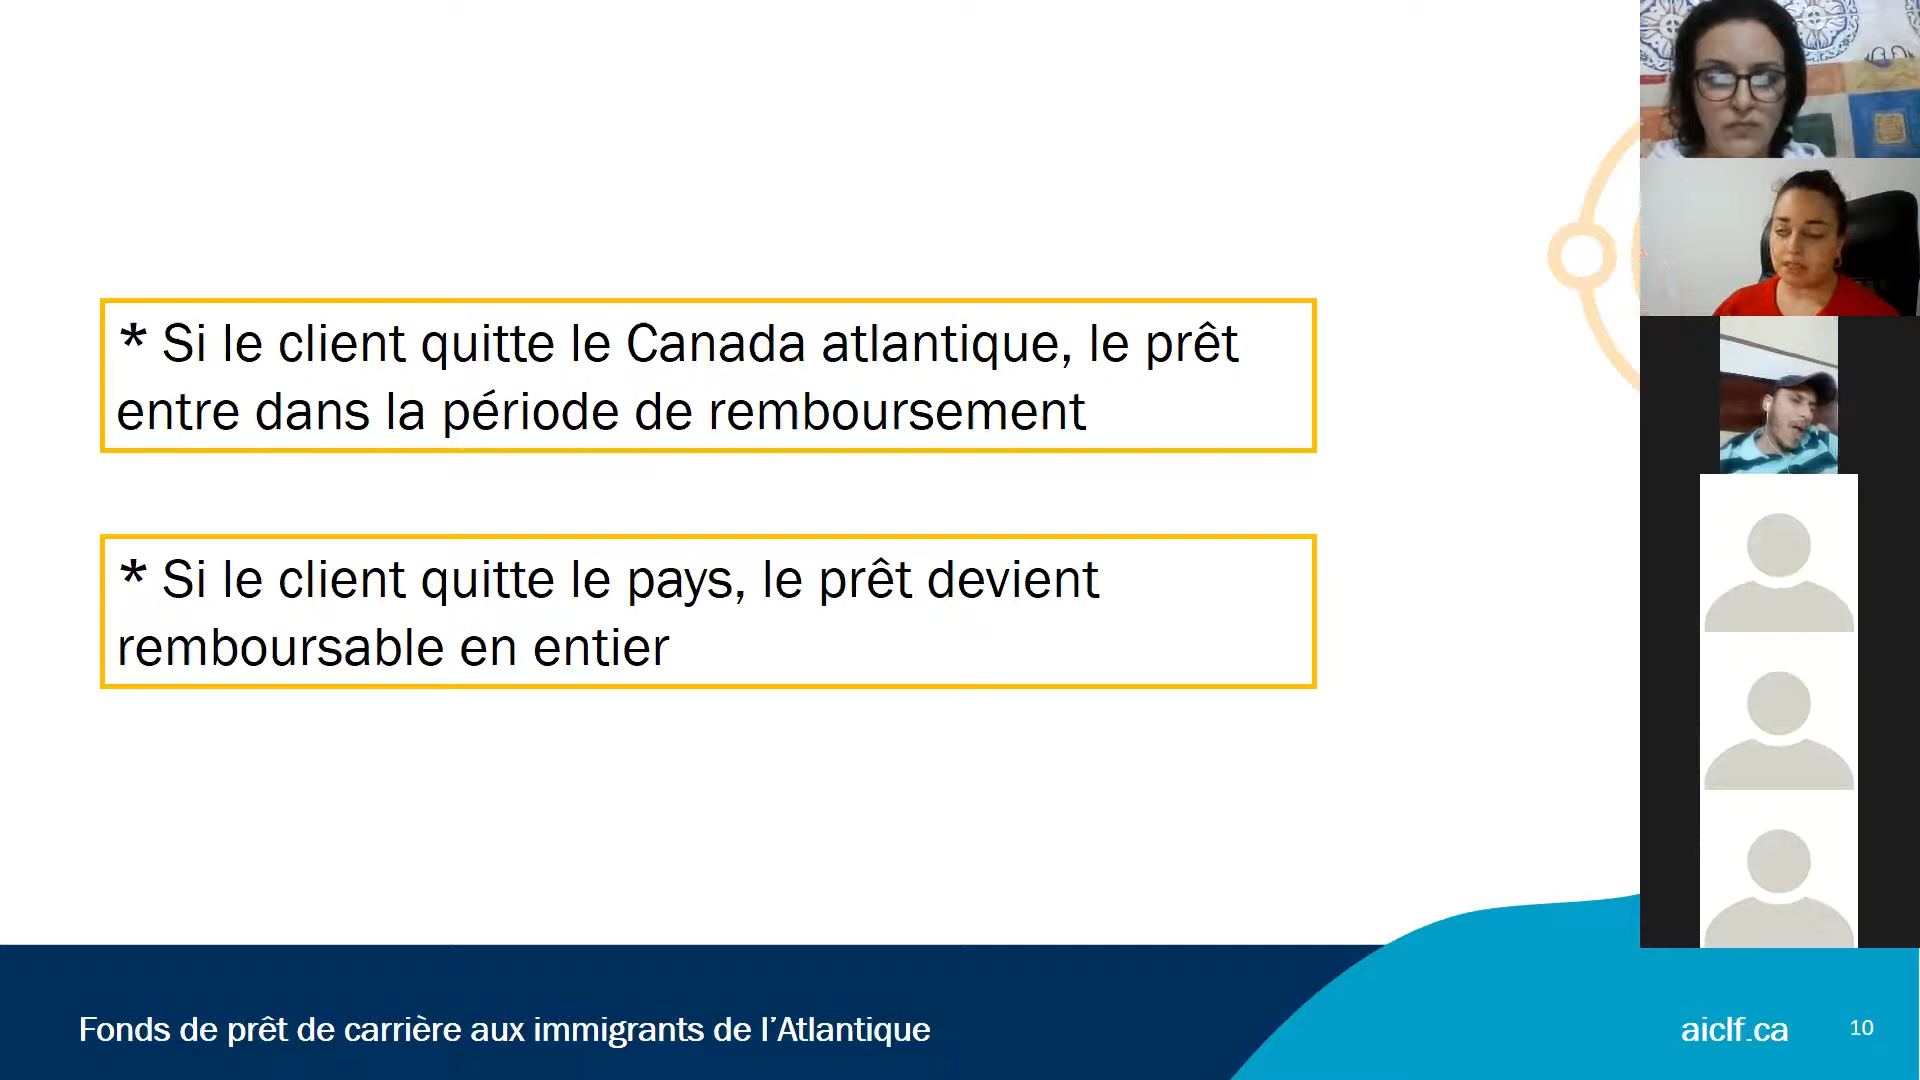 * Si le client quitte le Canada atlantique, le prêt
entre dans la période de remboursement
* Si le client quitte le pays, le prêt devient
remboursable en entier
Fonds de prêt de carrière aux immigrants de l’Atlantique
aiclf.ca
10